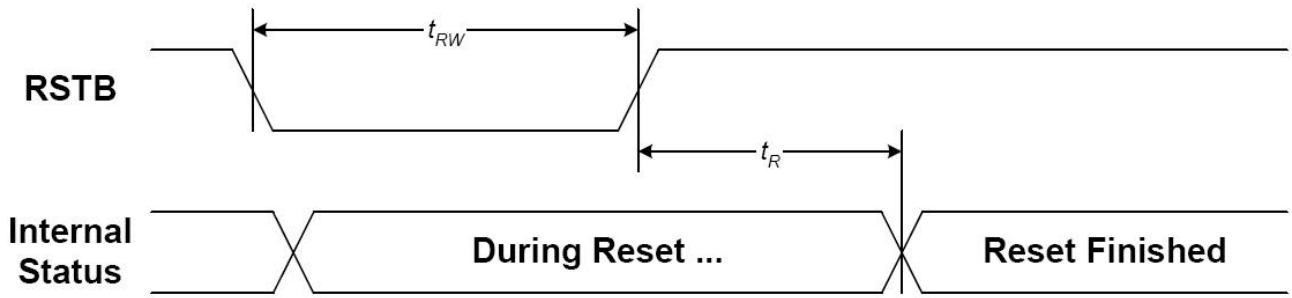 t_RW
RSTB
t_R
Internal
Status
During Reset ...
Reset Finished